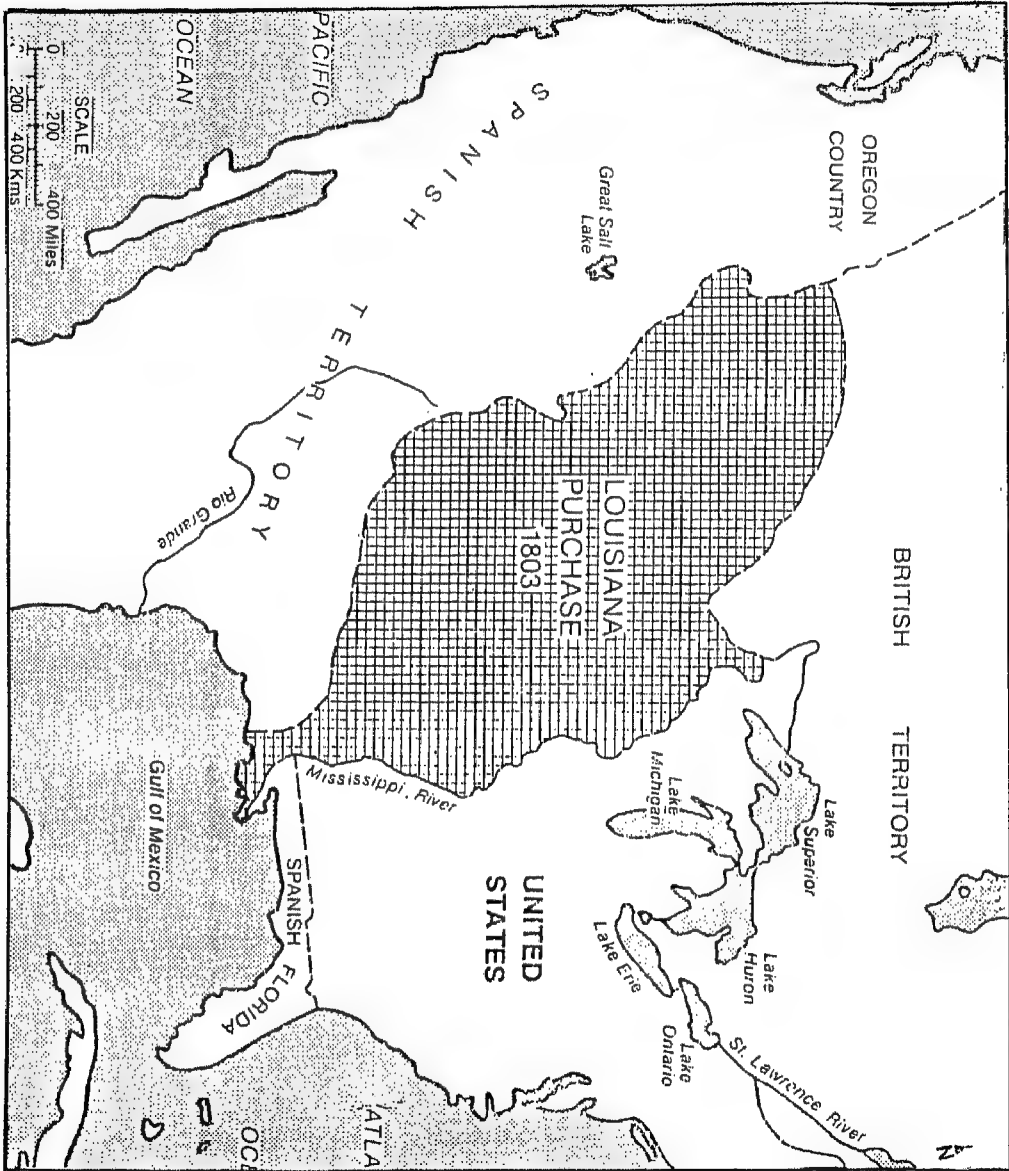 OREGON
COUNTRY
BRITISH TERRITORY
Great Salt
Lake
Lake
Superior
Lake
Huron
Lake
Michigan
Lake
Ontario
Lake Erie
St. Lawrence River
N
LOUISIANA
PURCHASE
1803
UNITED
STATES
Mississippi River
SPANISH TERRITORY
Rio Grande
SPANISH FLORIDA
Gulf of Mexico
PACIFIC
OCEAN
ATLA
OCE
SCALE
0 200 400 Miles
200 400 Kms